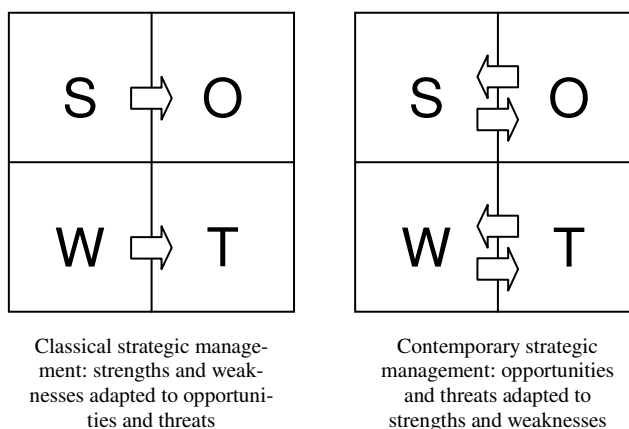 S O
W T
S O
W T
Classical strategic manage-
ment: strengths and weak-
nesses adapted to opportuni-
ties and threats
Contemporary strategic
management: opportunities
and threats adapted to
strengths and weaknesses